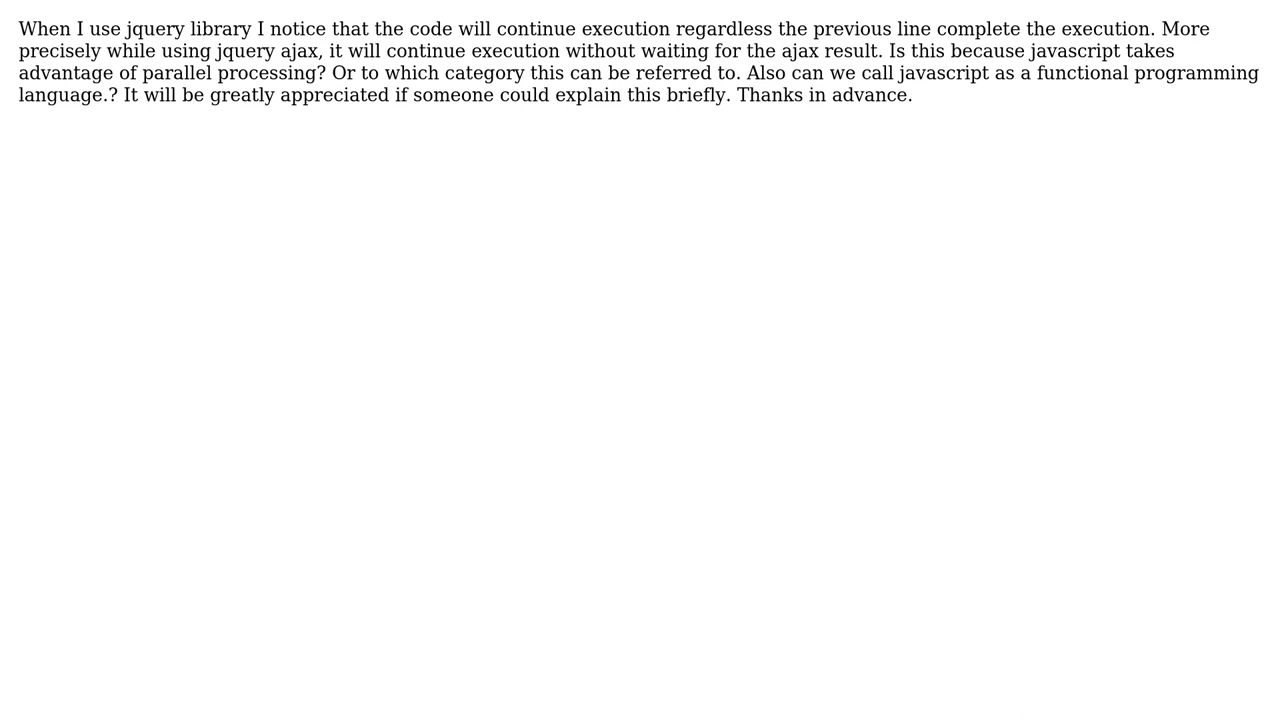 When I use jquery library I notice that the code will continue execution regardless the previous line complete the execution. More
precisely while using jquery ajax, it will continue execution without waiting for the ajax result. Is this because javascript takes
advantage of parallel processing? Or to which category this can be referred to. Also can we call javascript as a functional programming
language.? It will be greatly appreciated if someone could explain this briefly. Thanks in advance.